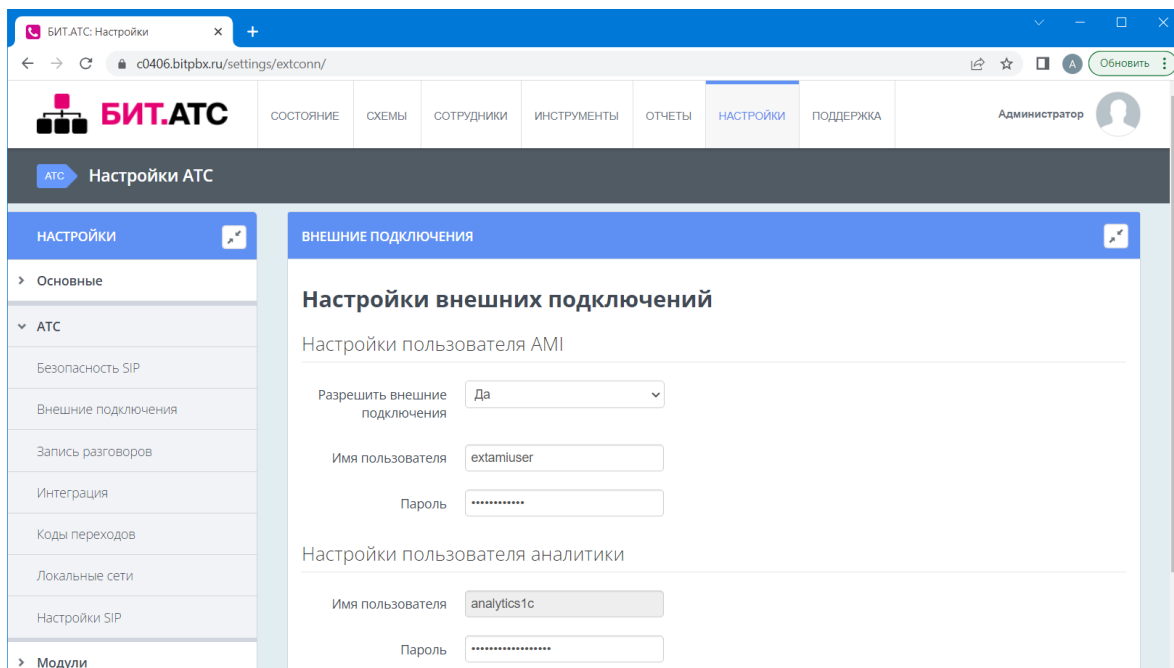 БИТ.АТС: Настройки
c0406.bitpbx.ru/settings/extconn/
А
Обновить
БИТ.АТС
СОСТОЯНИЕ
СХЕМЫ
СОТРУДНИКИ
ИНСТРУМЕНТЫ
ОТЧЕТЫ
НАСТРОЙКИ
ПОДДЕРЖКА
Администратор
АТС
Настройки АТС
НАСТРОЙКИ
Основные
АТС
Безопасность SIP
Внешние подключения
Запись разговоров
Интеграция
Коды переходов
Локальные сети
Настройки SIP
Модули
ВНЕШНИЕ ПОДКЛЮЧЕНИЯ
Настройки внешних подключений
Настройки пользователя AMI
Разрешить внешние
подключения
Да
Имя пользователя
extamiuser
Пароль
••••••••••••
Настройки пользователя аналитики
Имя пользователя
analytics1c
Пароль
••••••••••••••••••